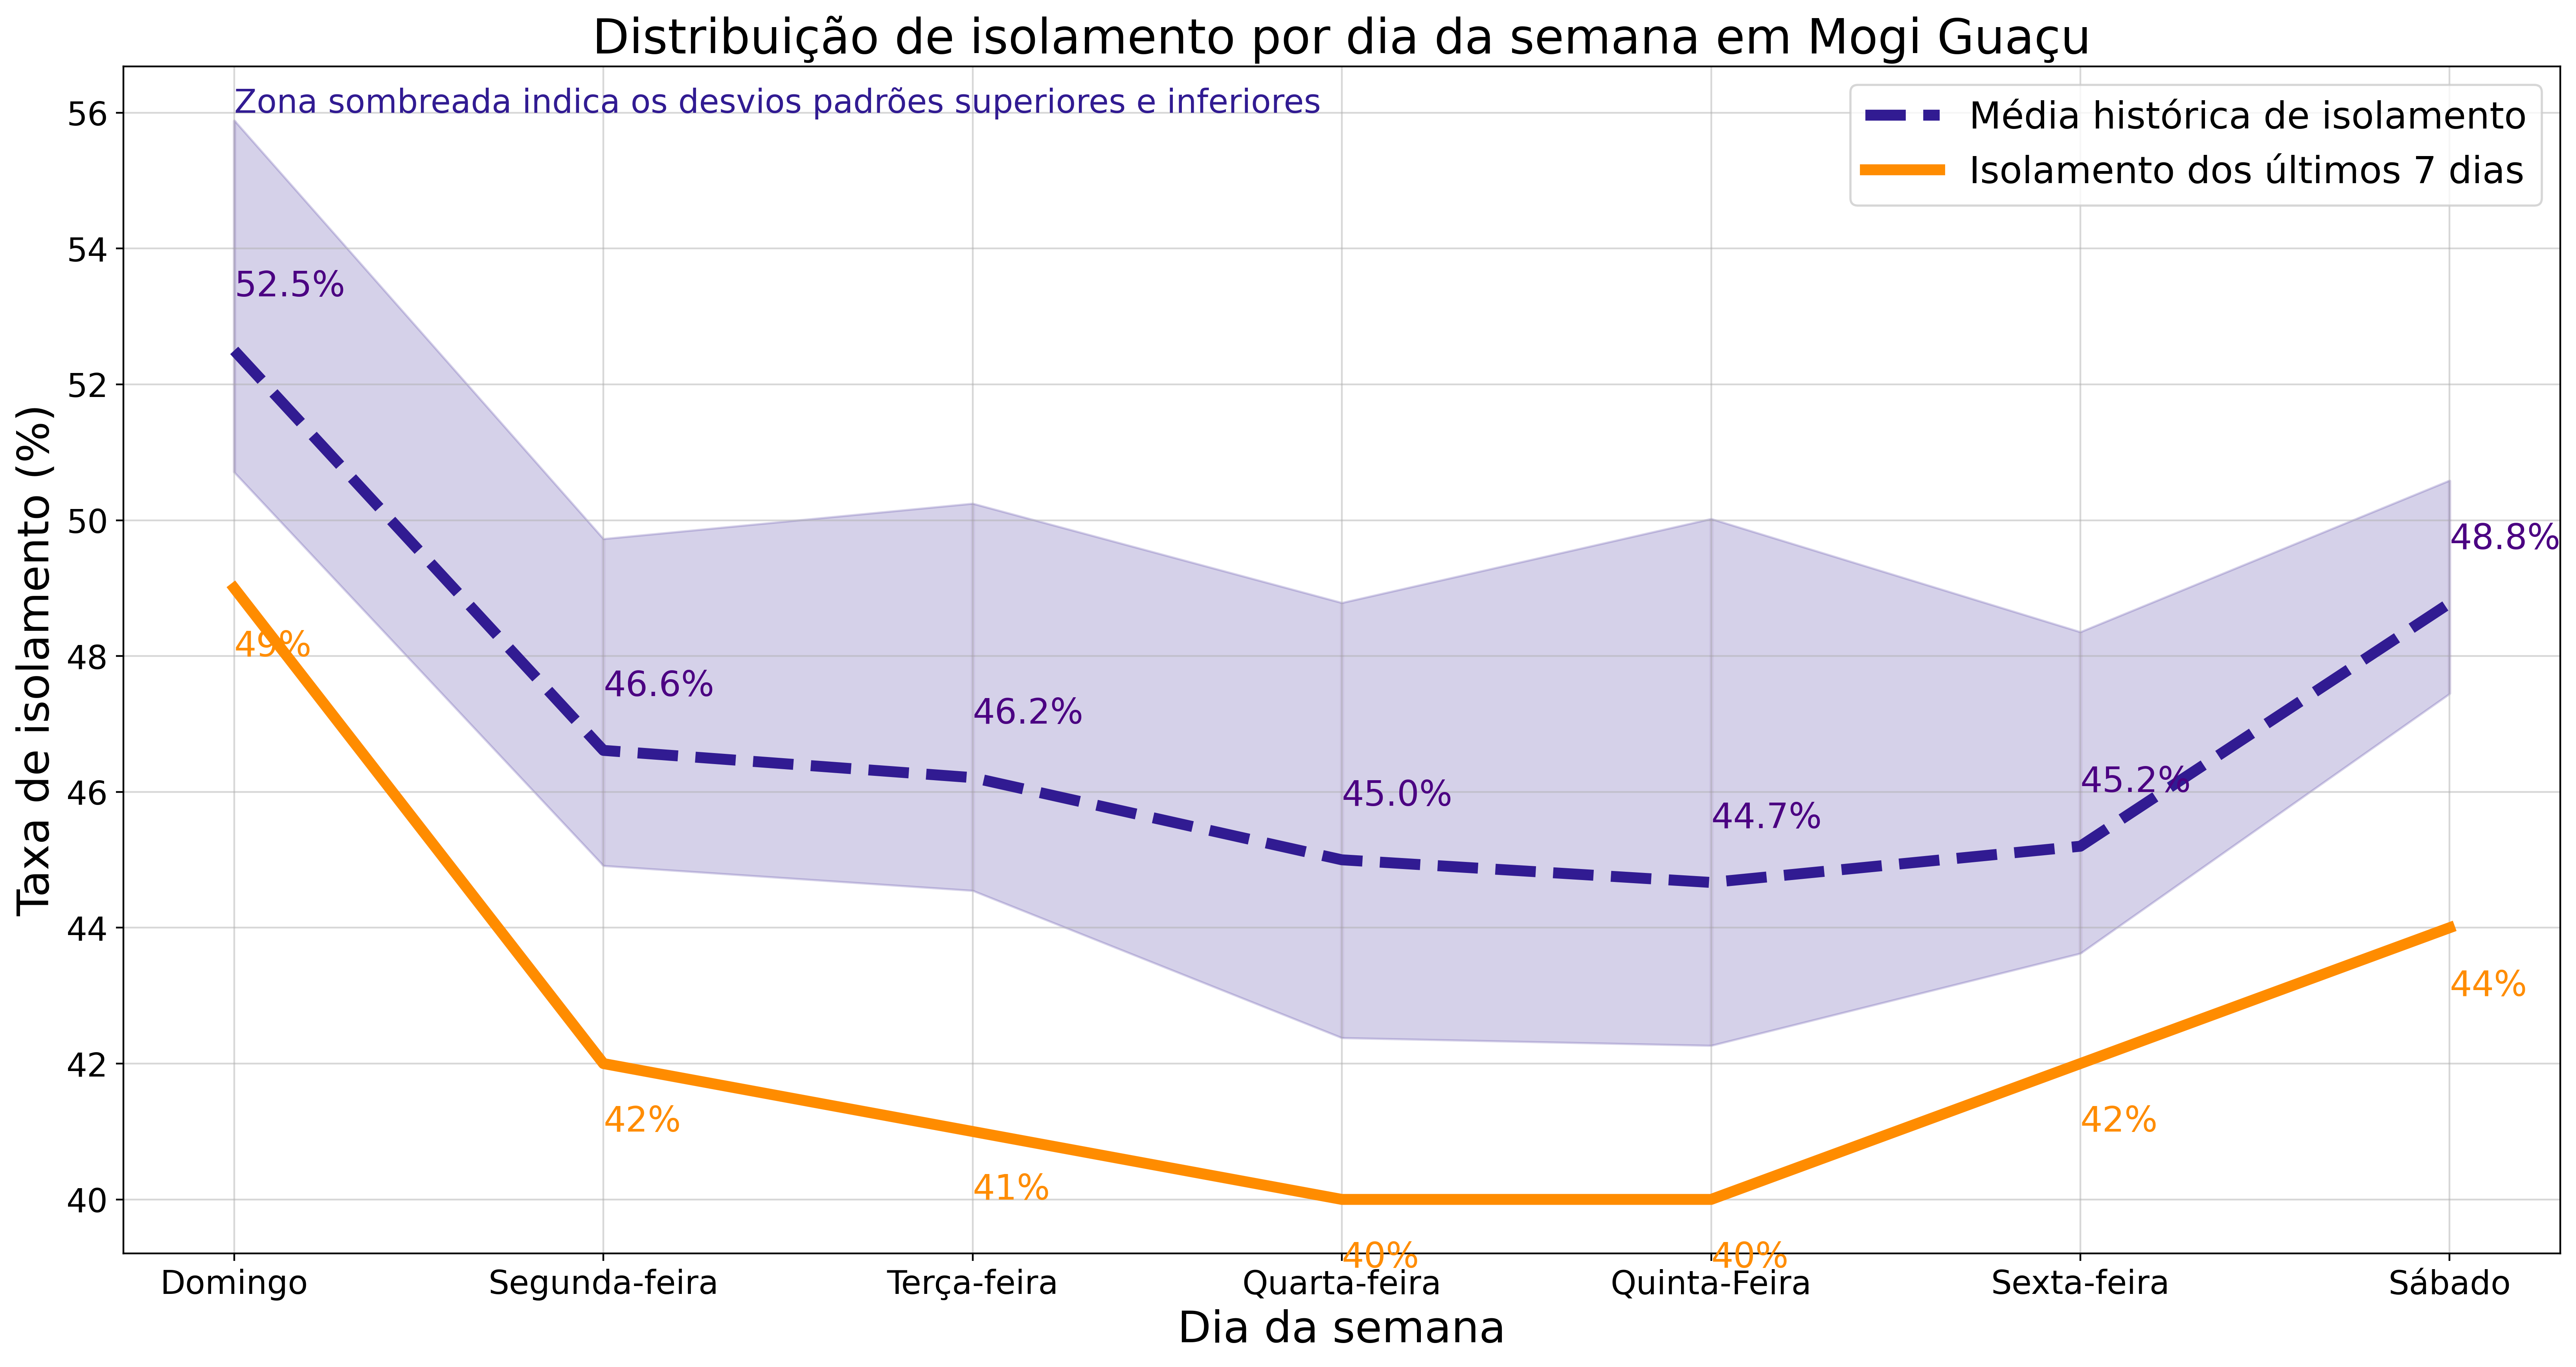 Distribuição de isolamento por dia da semana em Mogi Guaçu
Zona sombreada indica os desvios padrões superiores e inferiores
Média histórica de isolamento
Isolamento dos últimos 7 dias
Taxa de isolamento (%)
56
54
52
50
48
46
44
42
40
52.5%
46.6%
46.2%
45.0%
44.7%
45.2%
48.8%
49%
42%
41%
40%
40%
42%
44%
Domingo
Segunda-feira
Terça-feira
Quarta-feira
Quinta-Feira
Sexta-feira
Sábado
Dia da semana